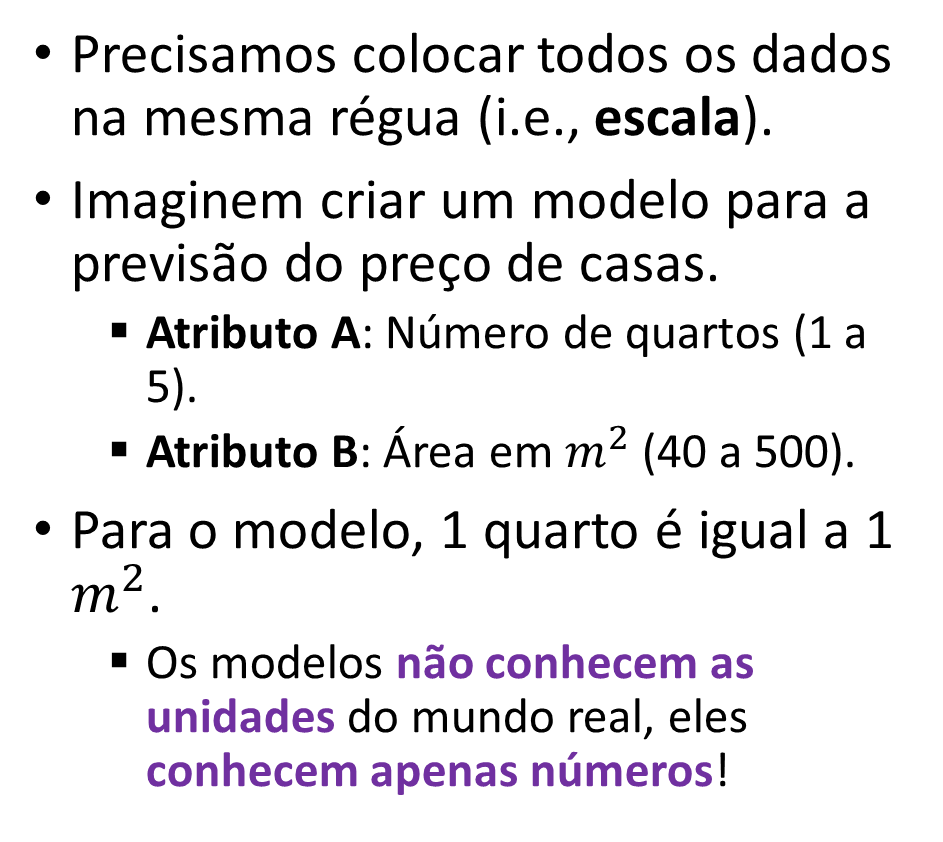 • Precisamos colocar todos os dados
na mesma régua (i.e., escala).
• Imaginem criar um modelo para a
previsão do preço de casas.
▪ Atributo A: Número de quartos (1 a
5).
▪ Atributo B: Área em m² (40 a 500).
• Para o modelo, 1 quarto é igual a 1
m².
▪ Os modelos não conhecem as
unidades do mundo real, eles
conhecem apenas números!